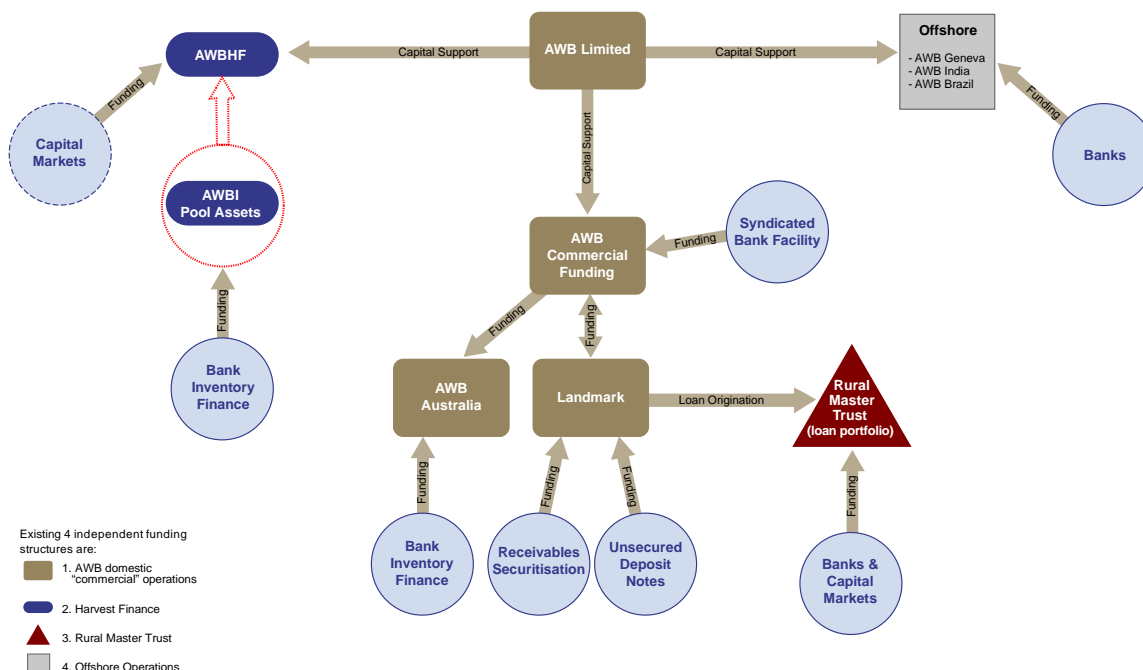 AWBHF
Capital Support
AWB Limited
Capital Support
Offshore
- AWB Geneva
- AWB India
- AWB Brazil
Funding
Capital
Markets
Funding
Banks
Capital Support
AWBI
Pool Assets
Syndicated
Bank Facility
Funding
AWB
Commercial
Funding
Funding
Funding
Funding
Bank
Inventory
Finance
AWB
Australia
Landmark
Loan Origination
Rural
Master
Trust
(loan portfolio)
Funding
Funding
Funding
Funding
Existing 4 independent funding
structures are:
1. AWB domestic
“commercial” operations
2. Harvest Finance
3. Rural Master Trust
4. Offshore Operations
Bank
Inventory
Finance
Receivables
Securitisation
Unsecured
Deposit
Notes
Banks &
Capital
Markets